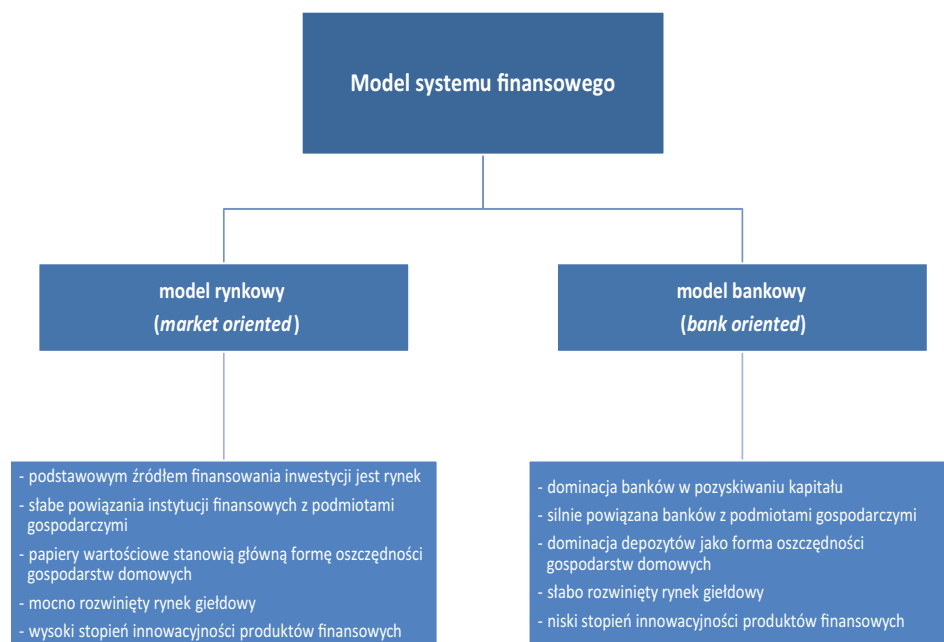 Model systemu finansowego
model rynkowy
(market oriented )
model bankowy
(bank oriented)
- podstawowym źródłem finansowania inwestycji jest rynek
- słabe powiązania instytucji finansowych z podmiotami
gospodarczymi
- papiery wartościowe stanowią główną formę oszczędności
gospodarstw domowych
- mocno rozwinięty rynek giełdowy
- wysoki stopień innowacyjności produktów finansowych
- dominacja banków w pozyskiwaniu kapitału
- silnie powiązana banków z podmiotami gospodarczymi
- dominacja depozytów jako forma oszczędności
gospodarstw domowych
- słabo rozwinięty rynek giełdowy
- niski stopień innowacyjności produktów finansowych